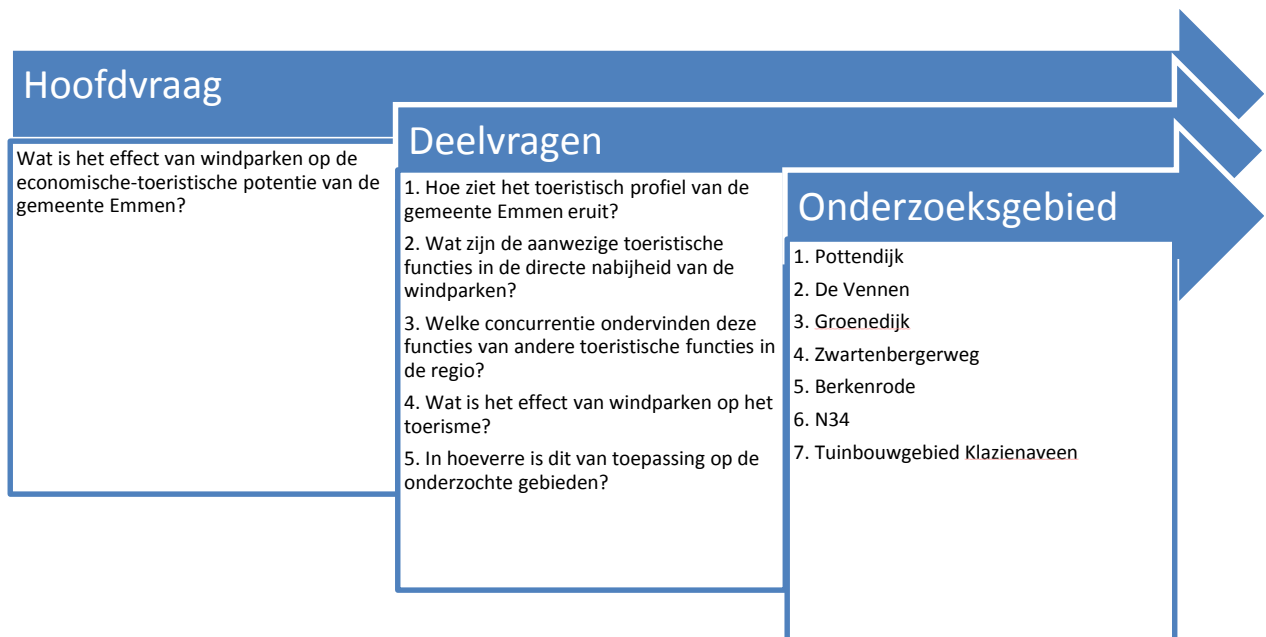 Hoofdvraag
Wat is het effect van windparken op de
economische-toeristische potentie van de
gemeente Emmen?
Deelvragen
1. Hoe ziet het toeristisch profiel van de
gemeente Emmen eruit?
2. Wat zijn de aanwezige toeristische
functies in de directe nabijheid van de
windparken?
3. Welke concurrentie ondervinden deze
functies van andere toeristische functies in
de regio?
4. Wat is het effect van windparken op het
toerisme?
5. In hoeverre is dit van toepassing op de
onderzochte gebieden?
Onderzoeksgebied
1. Pottendijk
2. De Vennen
3. Groenedijk
4. Zwartenbergerweg
5. Berkenrode
6. N34
7. Tuinbouwgebied Klazienaveen